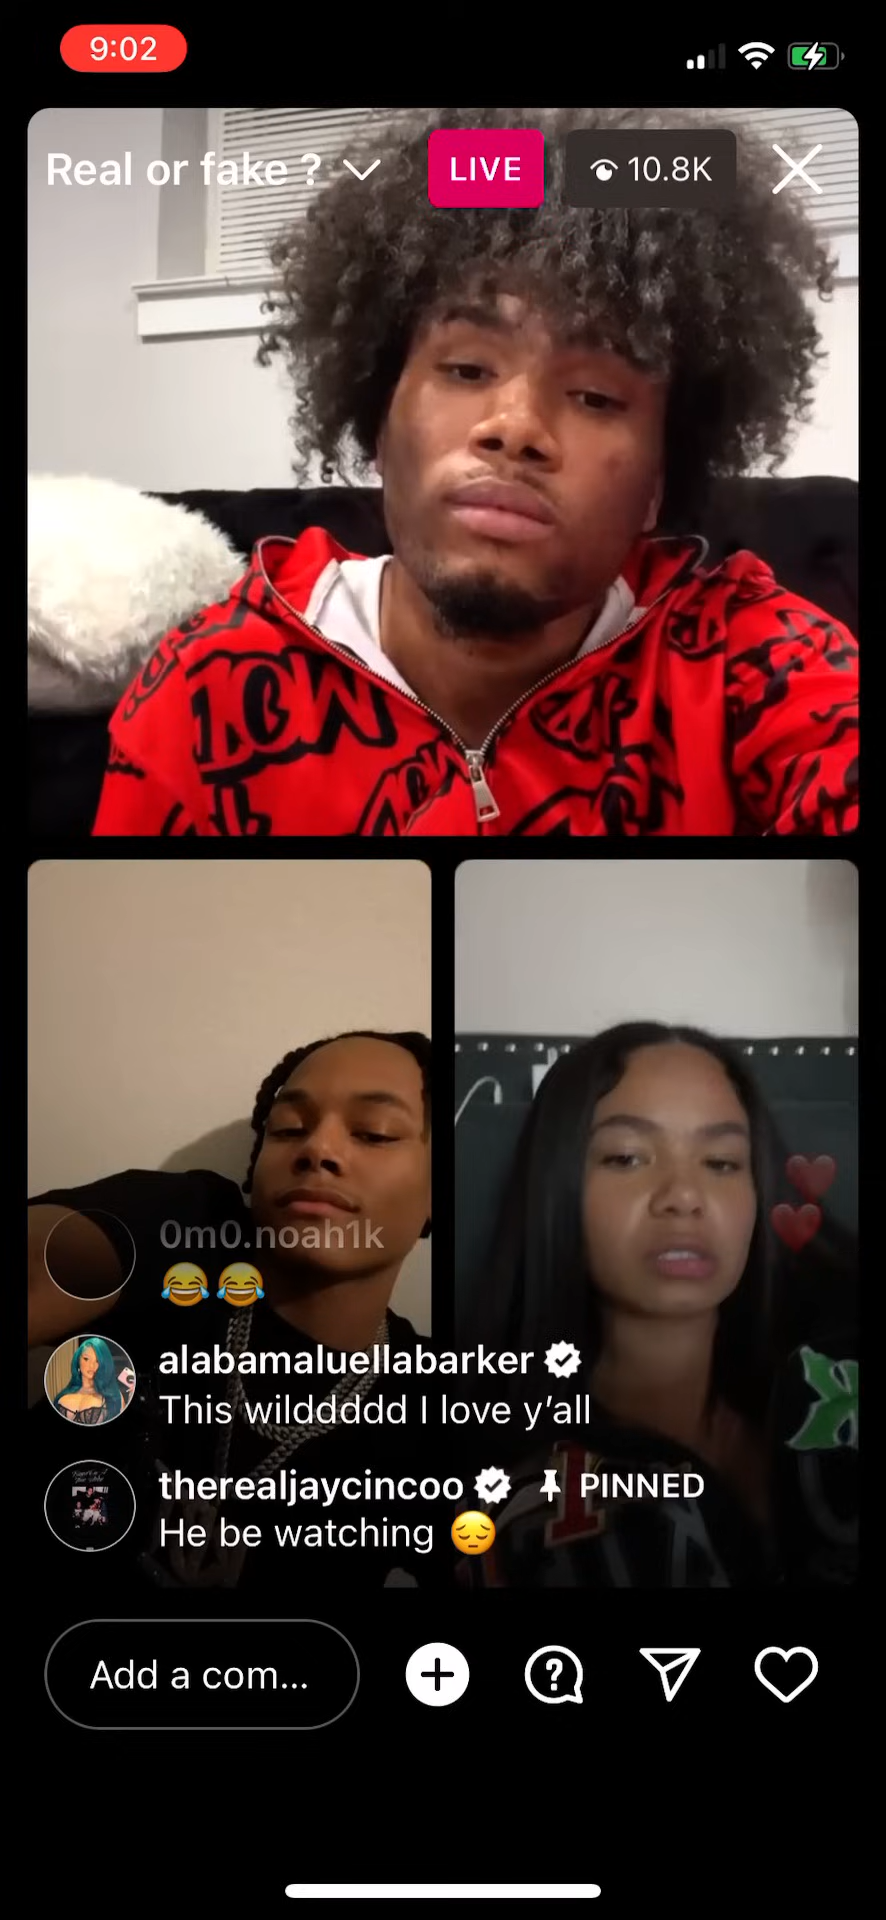 9:02
Real or fake ?
LIVE
10.8K
0m0.noah1k
😂😂
alabamaluellabarker
This wilddddd I love y'all
therealjaycincoo PINNED
He be watching 😔
Add a com...